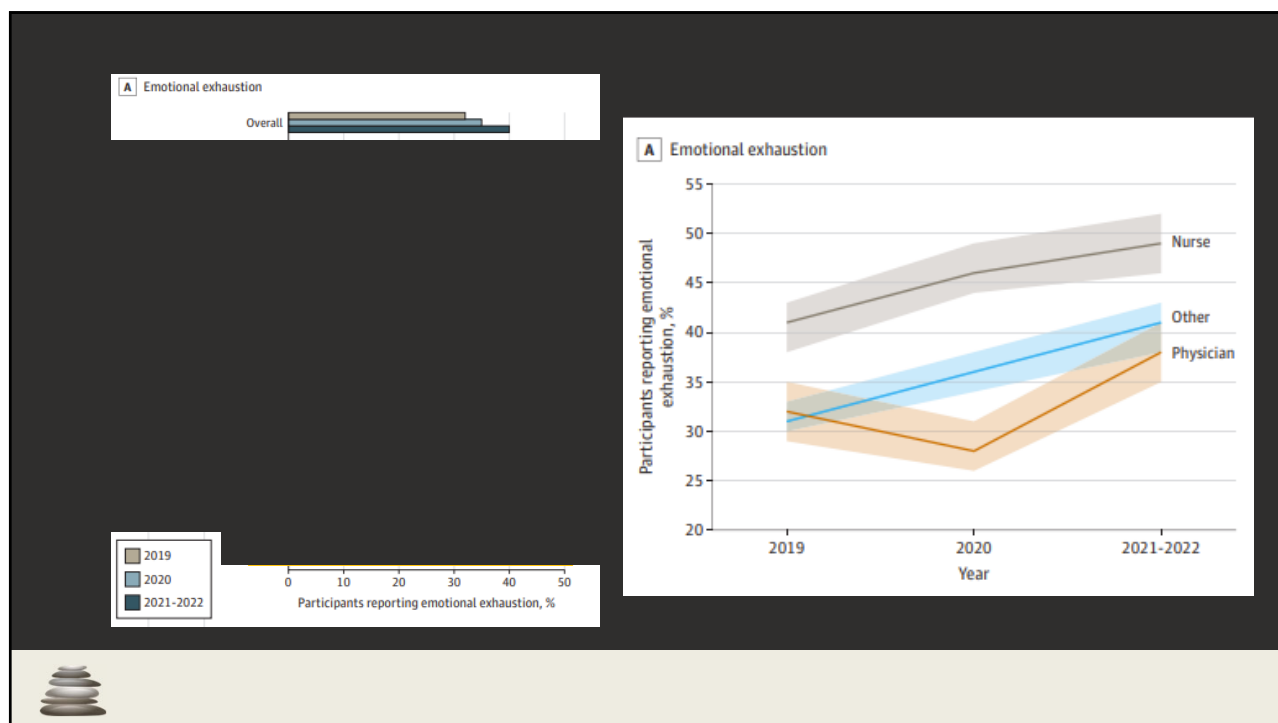 A Emotional exhaustion
Overall
2019
2020
2021-2022
0 10 20 30 40 50
Participants reporting emotional exhaustion, %
A Emotional exhaustion
Participants reporting emotional
exhaustion, %
55
50
45
40
35
30
25
20
Nurse
Other
Physician
2019 2020 2021-2022
Year